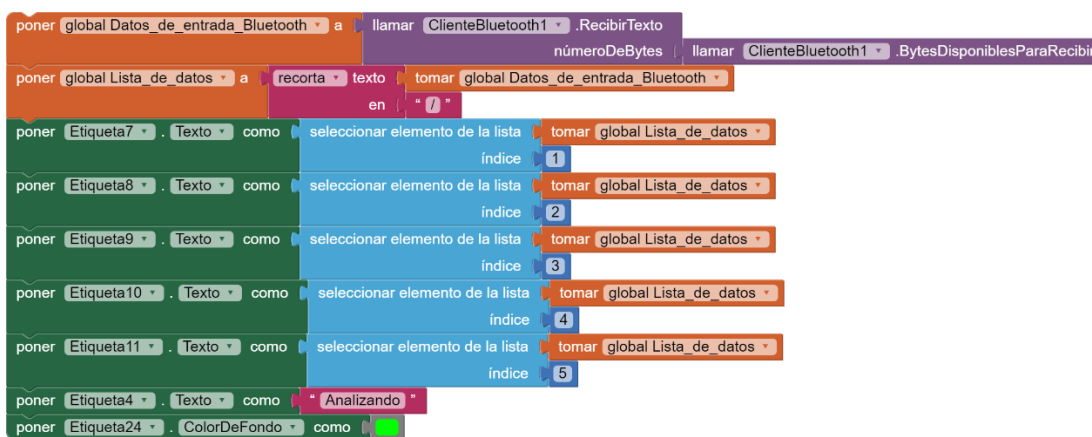 poner global Datos_de_entrada_Bluetooth a llamar ClienteBluetooth1 .RecibirTexto
númeroDeBytes llamar ClienteBluetooth1 .BytesDisponiblesParaRecibir
poner global Lista_de_datos a recorta texto tomar global Datos_de_entrada_Bluetooth
en " / "
poner Etiqueta7 . Texto como seleccionar elemento de la lista tomar global Lista_de_datos
índice 1
poner Etiqueta8 . Texto como seleccionar elemento de la lista tomar global Lista_de_datos
índice 2
poner Etiqueta9 . Texto como seleccionar elemento de la lista tomar global Lista_de_datos
índice 3
poner Etiqueta10 . Texto como seleccionar elemento de la lista tomar global Lista_de_datos
índice 4
poner Etiqueta11 . Texto como seleccionar elemento de la lista tomar global Lista_de_datos
índice 5
poner Etiqueta4 . Texto como " Analizando "
poner Etiqueta24 . ColorDeFondo como